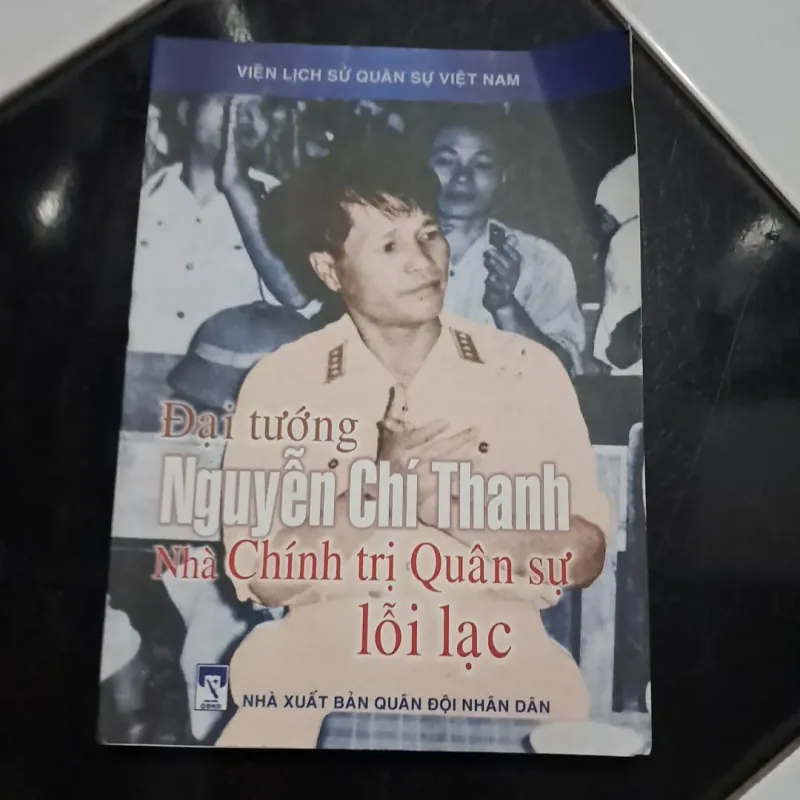 VIỆN LỊCH SỬ QUÂN SỰ VIỆT NAM
Đại tướng
Nguyễn Chí Thanh
Nhà Chính trị Quân sự
lỗi lạc
QĐND
NHÀ XUẤT BẢN QUÂN ĐỘI NHÂN DÂN